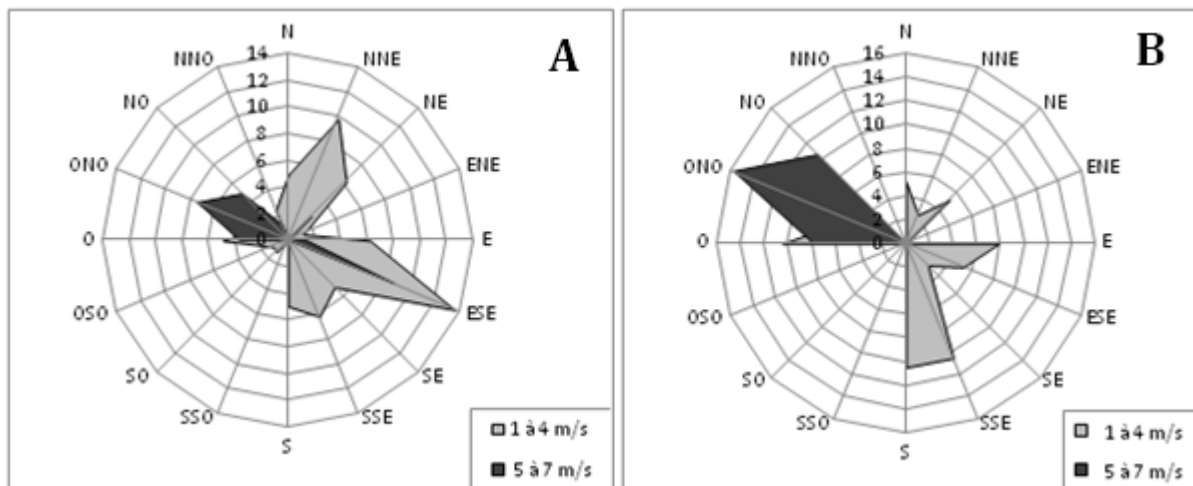 A
N
NNE
NE
ENE
E
ESE
SE
SSE
S
SSO
SO
OSO
O
ONO
NO
NNO
14
12
10
8
6
4
2
0
1 à 4 m/s
5 à 7 m/s
B
N
NNE
NE
ENE
E
ESE
SE
SSE
S
SSO
SO
OSO
O
ONO
NO
NNO
16
14
12
10
8
6
4
2
0
1 à 4 m/s
5 à 7 m/s